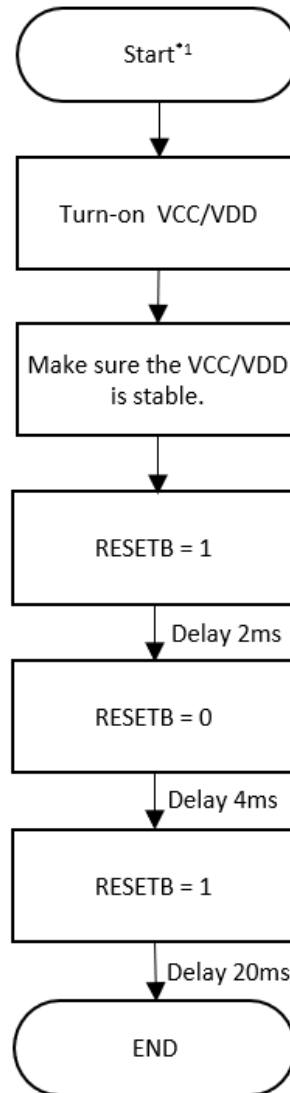 Start*1
Turn-on VCC/VDD
Make sure the VCC/VDD
is stable.
RESETB = 1
Delay 2ms
RESETB = 0
Delay 4ms
RESETB = 1
Delay 20ms
END